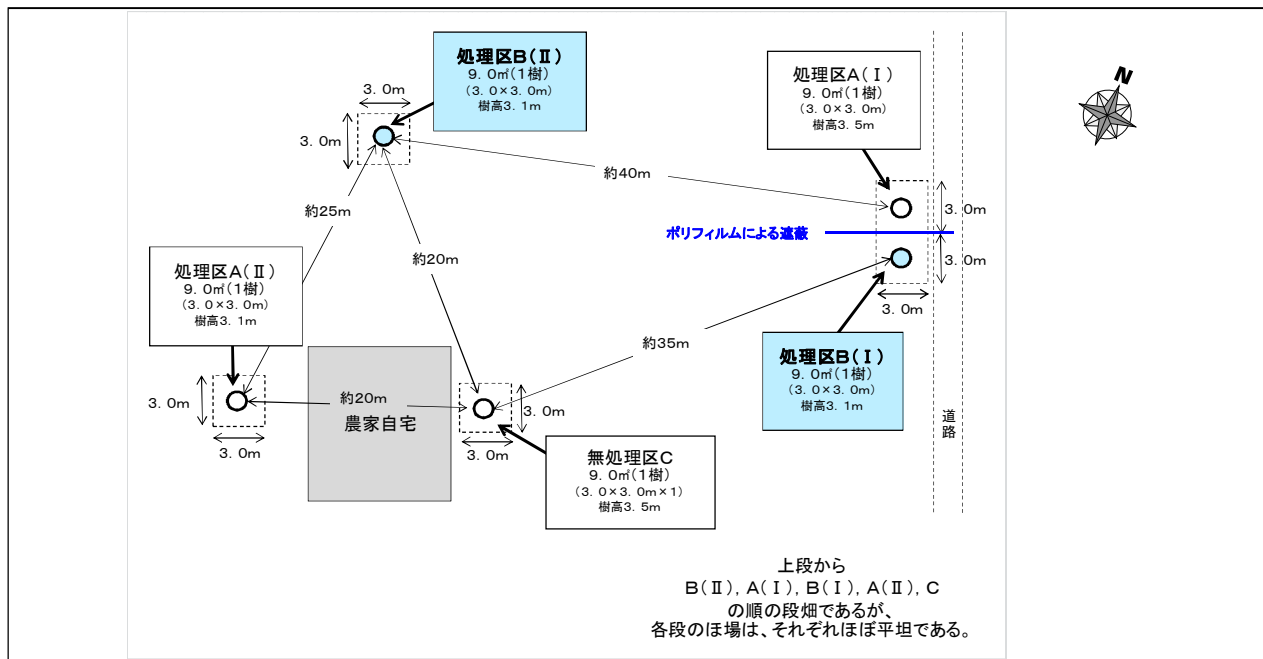 処理区B(Ⅱ)
9.0㎡(1樹)
(3.0×3.0m)
樹高3.1m
3.0m
3.0m
処理区A(Ⅰ)
9.0㎡(1樹)
(3.0×3.0m)
樹高3.5m
N
約40m
3.0m
ポリフィルムによる遮蔽
3.0m
3.0m
約25m
約20m
処理区A(Ⅱ)
9.0㎡(1樹)
(3.0×3.0m)
樹高3.1m
約35m
処理区B(Ⅰ)
9.0㎡(1樹)
(3.0×3.0m)
樹高3.1m
道路
3.0m
3.0m
約20m
農家自宅
3.0m
3.0m
無処理区C
9.0㎡(1樹)
(3.0×3.0m×1)
樹高3.5m
上段から
B(Ⅱ),A(Ⅰ),B(Ⅰ),A(Ⅱ),C
の順の段畑であるが、
各段のほ場は、それぞれほぼ平坦である。